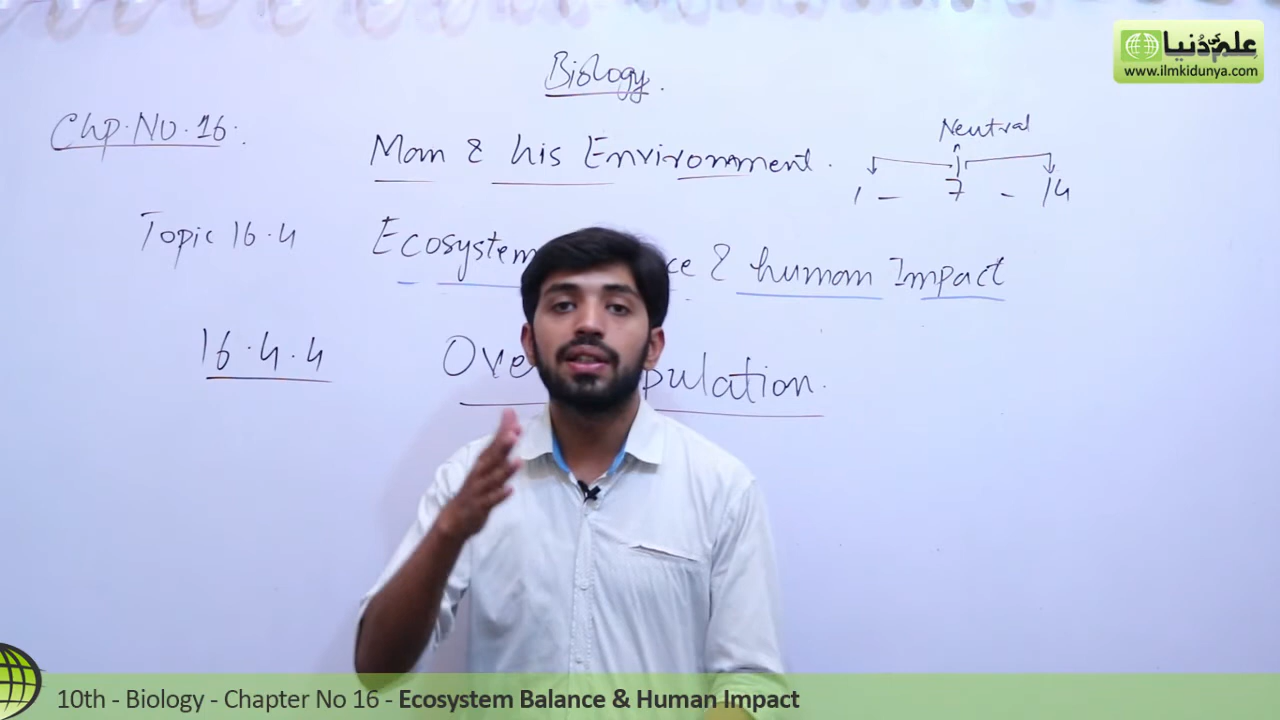 علم کی دُنیا
www.ilmkidunya.com
Biology.
Chp.No.16.
Man & his Environment.
Neutral
1 - 7 - 14
Topic 16.4
Ecosystem ce & human Impact
16.4.4
Ove pulation.
10th - Biology - Chapter No 16 - Ecosystem Balance & Human Impact